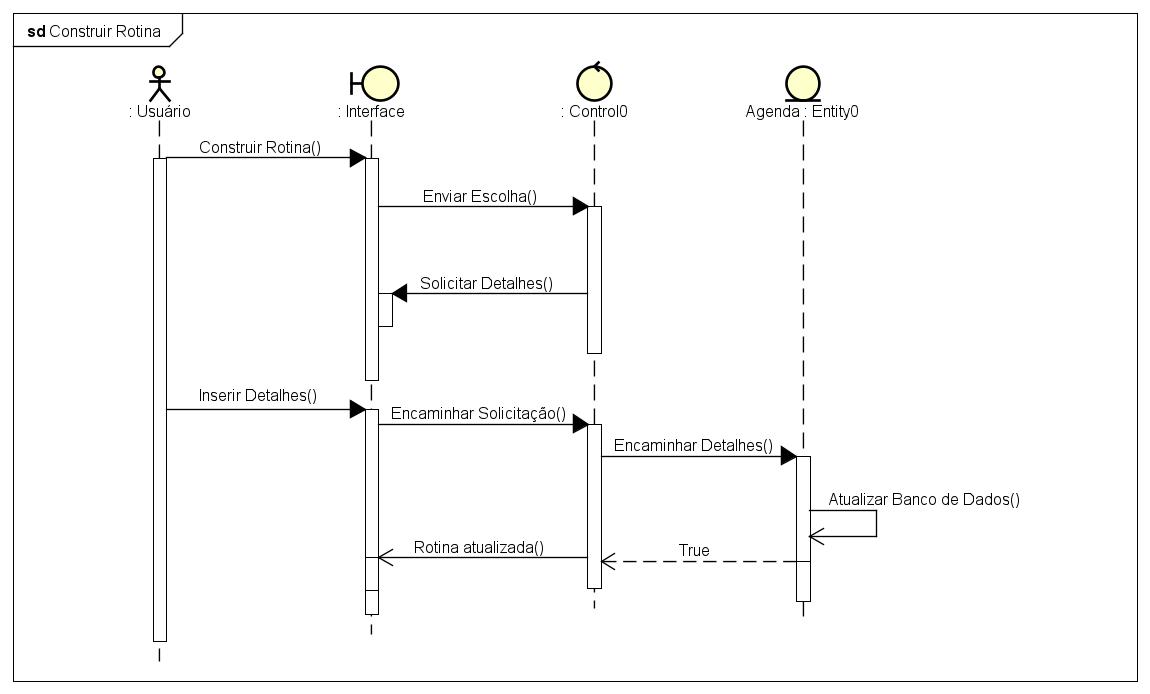 sd Construir Rotina
: Usuário
: Interface
: Control0
Agenda : Entity0
Construir Rotina()
Enviar Escolha()
Solicitar Detalhes()
Inserir Detalhes()
Encaminhar Solicitação()
Encaminhar Detalhes()
Atualizar Banco de Dados()
Rotina atualizada()
True